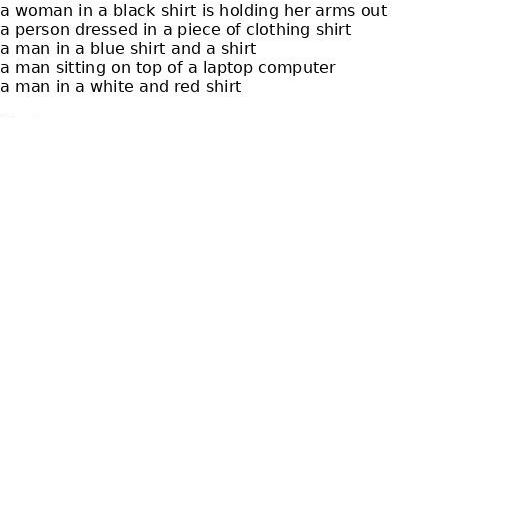 a woman in a black shirt is holding her arms out
a person dressed in a piece of clothing shirt
a man in a blue shirt and a shirt
a man sitting on top of a laptop computer
a man in a white and red shirt